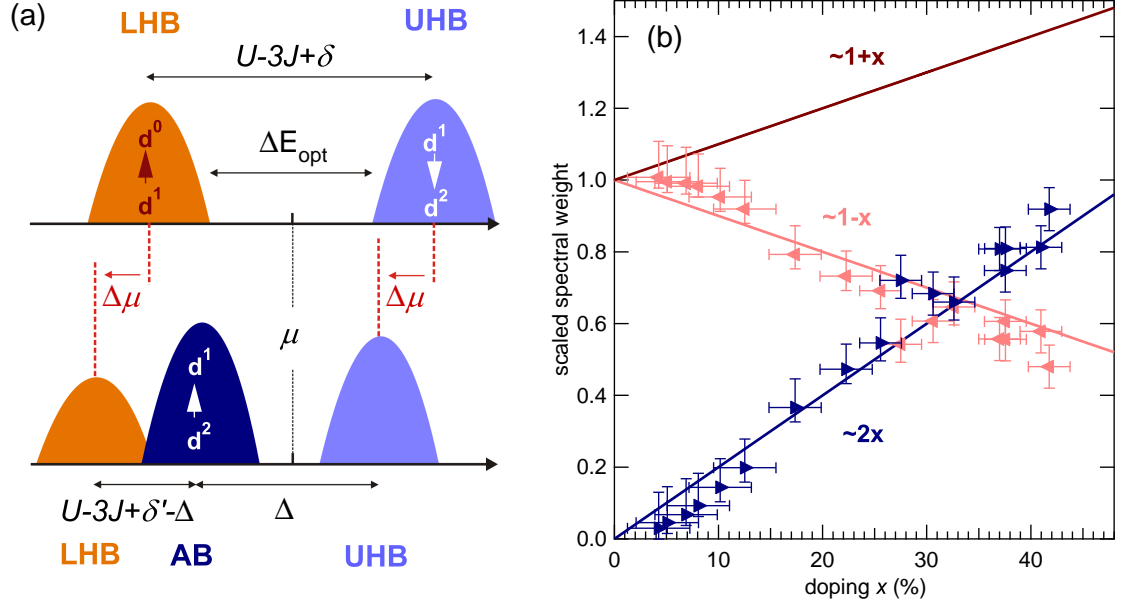 (a)
LHB
UHB
U-3J+δ
d⁰
d¹
ΔE_opt
d¹
d²
Δμ
Δμ
μ
d¹
d²
U-3J+δ'-Δ
Δ
LHB
AB
UHB
(b)
~1+x
~1-x
~2x
scaled spectral weight
1.4
1.2
1.0
0.8
0.6
0.4
0.2
0.0
0
10
20
30
40
doping x (%)